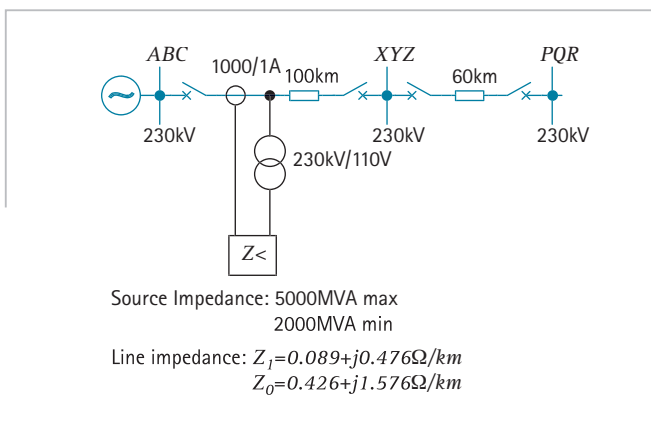 ABC
XYZ
PQR
1000/1A
100km
60km
230kV
230kV
230kV
230kV/110V
Z<
Source Impedance: 5000MVA max
2000MVA min
Line impedance: Z₁=0.089+j0.476Ω/km
Z₀=0.426+j1.576Ω/km